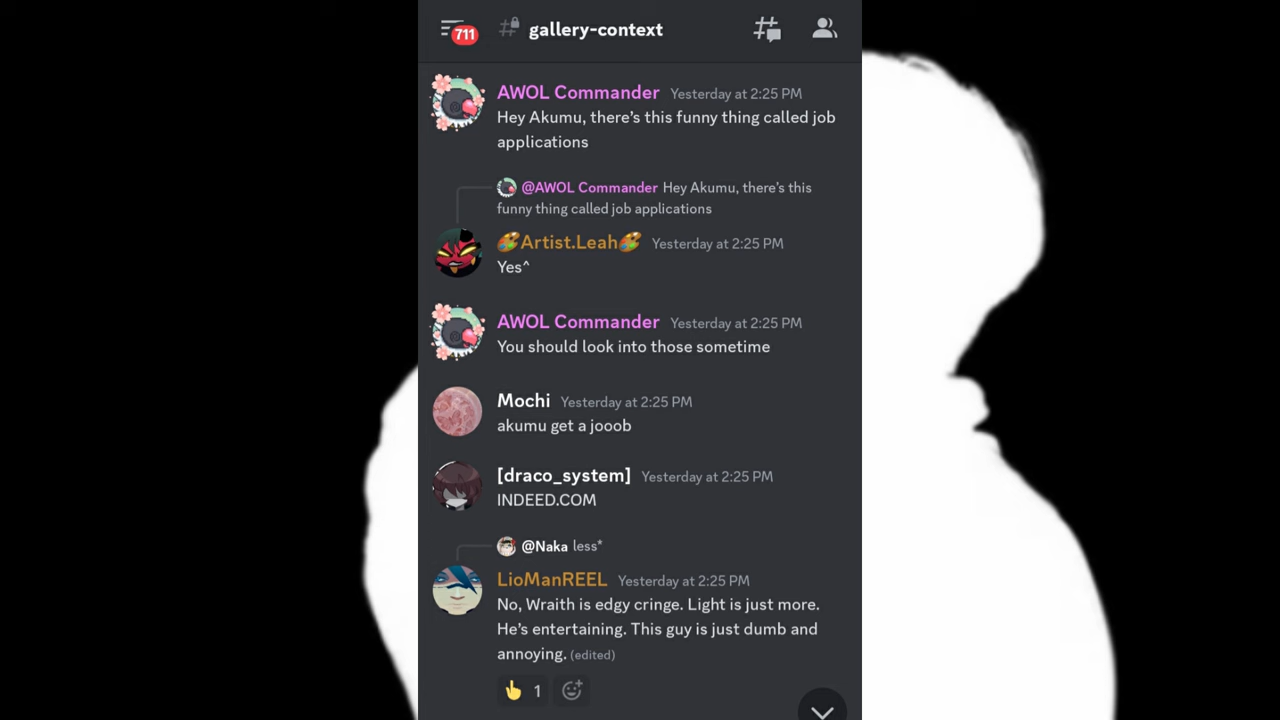 711 gallery-context
AWOL Commander Yesterday at 2:25 PM
Hey Akumu, there's this funny thing called job
applications
@AWOL Commander Hey Akumu, there's this
funny thing called job applications
🎨Artist.Leah🎨 Yesterday at 2:25 PM
Yes^
AWOL Commander Yesterday at 2:25 PM
You should look into those sometime
Mochi Yesterday at 2:25 PM
akumu get a jooob
[draco_system] Yesterday at 2:25 PM
INDEED.COM
@Naka less*
LioManREEL Yesterday at 2:25 PM
No, Wraith is edgy cringe. Light is just more.
He's entertaining. This guy is just dumb and
annoying. (edited)
👆 1